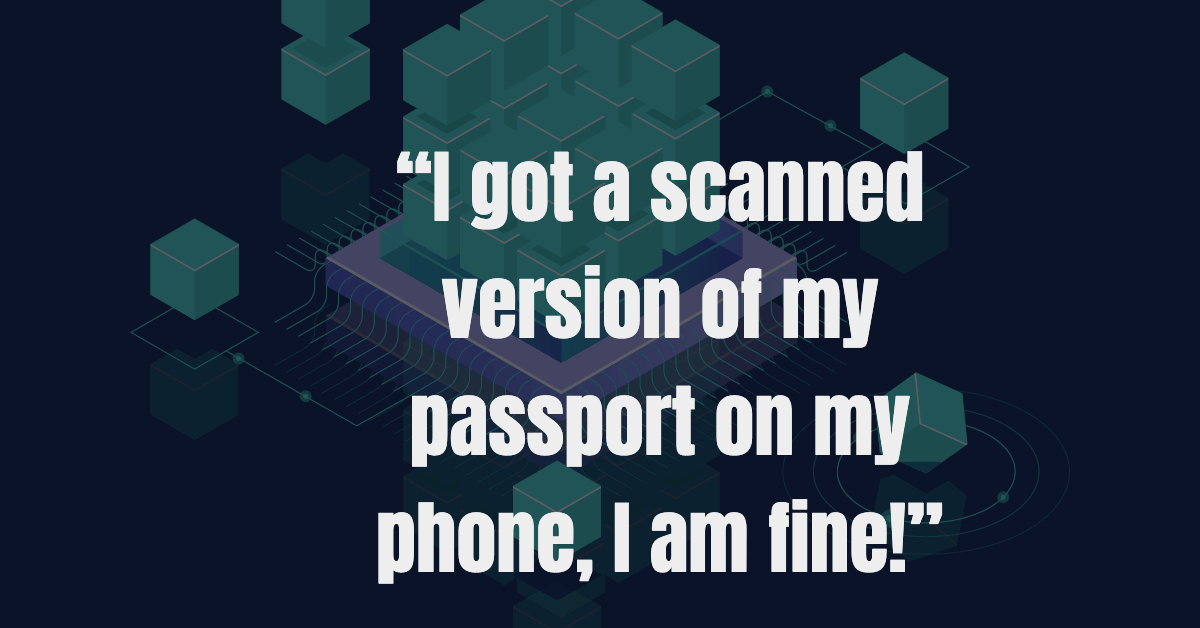 “I got a scanned
version of my
passport on my
phone, I am fine!”